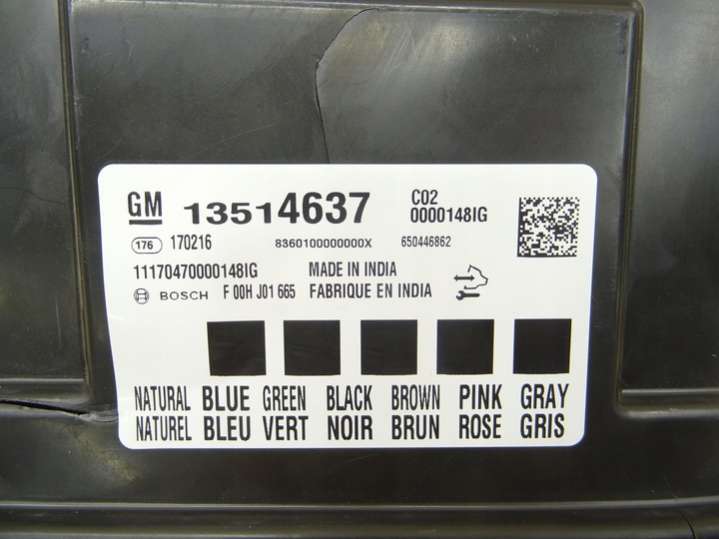 GM 13514637 C02
0000148IG
176 170216 8360100000000X 650446862
11170470000148IG MADE IN INDIA
BOSCH F 00H J01 665 FABRIQUE EN INDIA
NATURAL BLUE GREEN BLACK BROWN PINK GRAY
NATUREL BLEU VERT NOIR BRUN ROSE GRIS